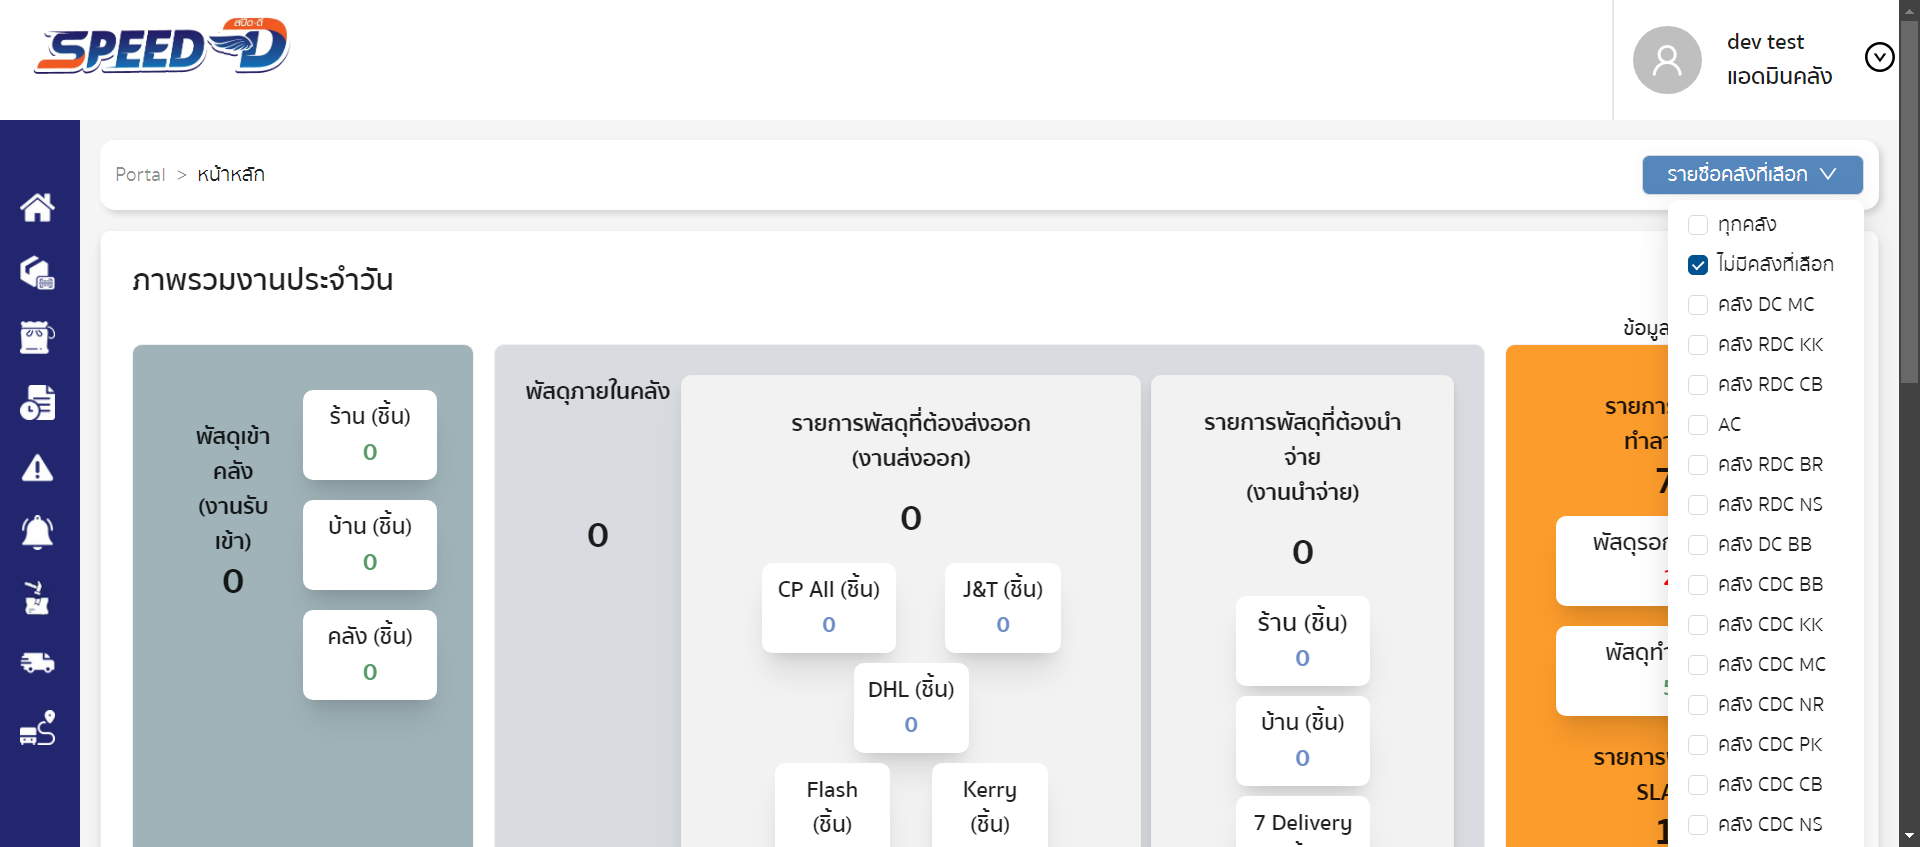 สปีด-ดี
SPEED-D
dev test
แอดมินคลัง
Portal > หน้าหลัก
รายชื่อคลังที่เลือก
ทุกคลัง
ไม่มีคลังที่เลือก
คลัง DC MC
คลัง RDC KK
คลัง RDC CB
AC
คลัง RDC BR
คลัง RDC NS
คลัง DC BB
คลัง CDC BB
คลัง CDC KK
คลัง CDC MC
คลัง CDC NR
คลัง CDC PK
คลัง CDC CB
คลัง CDC NS
ภาพรวมงานประจำวัน
ข้อมูล
พัสดุเข้า
คลัง
(งานรับ
เข้า)
0
ร้าน (ชิ้น)
0
บ้าน (ชิ้น)
0
คลัง (ชิ้น)
0
พัสดุภายในคลัง
0
รายการพัสดุที่ต้องส่งออก
(งานส่งออก)
0
CP All (ชิ้น)
0
J&T (ชิ้น)
0
DHL (ชิ้น)
0
Flash
(ชิ้น)
Kerry
(ชิ้น)
รายการพัสดุที่ต้องนำ
จ่าย
(งานนำจ่าย)
0
ร้าน (ชิ้น)
0
บ้าน (ชิ้น)
0
7 Delivery
รายการ
ทำลา
7
พัสดุรอ
2
พัสดุทำ
5
รายการ
SLA
1